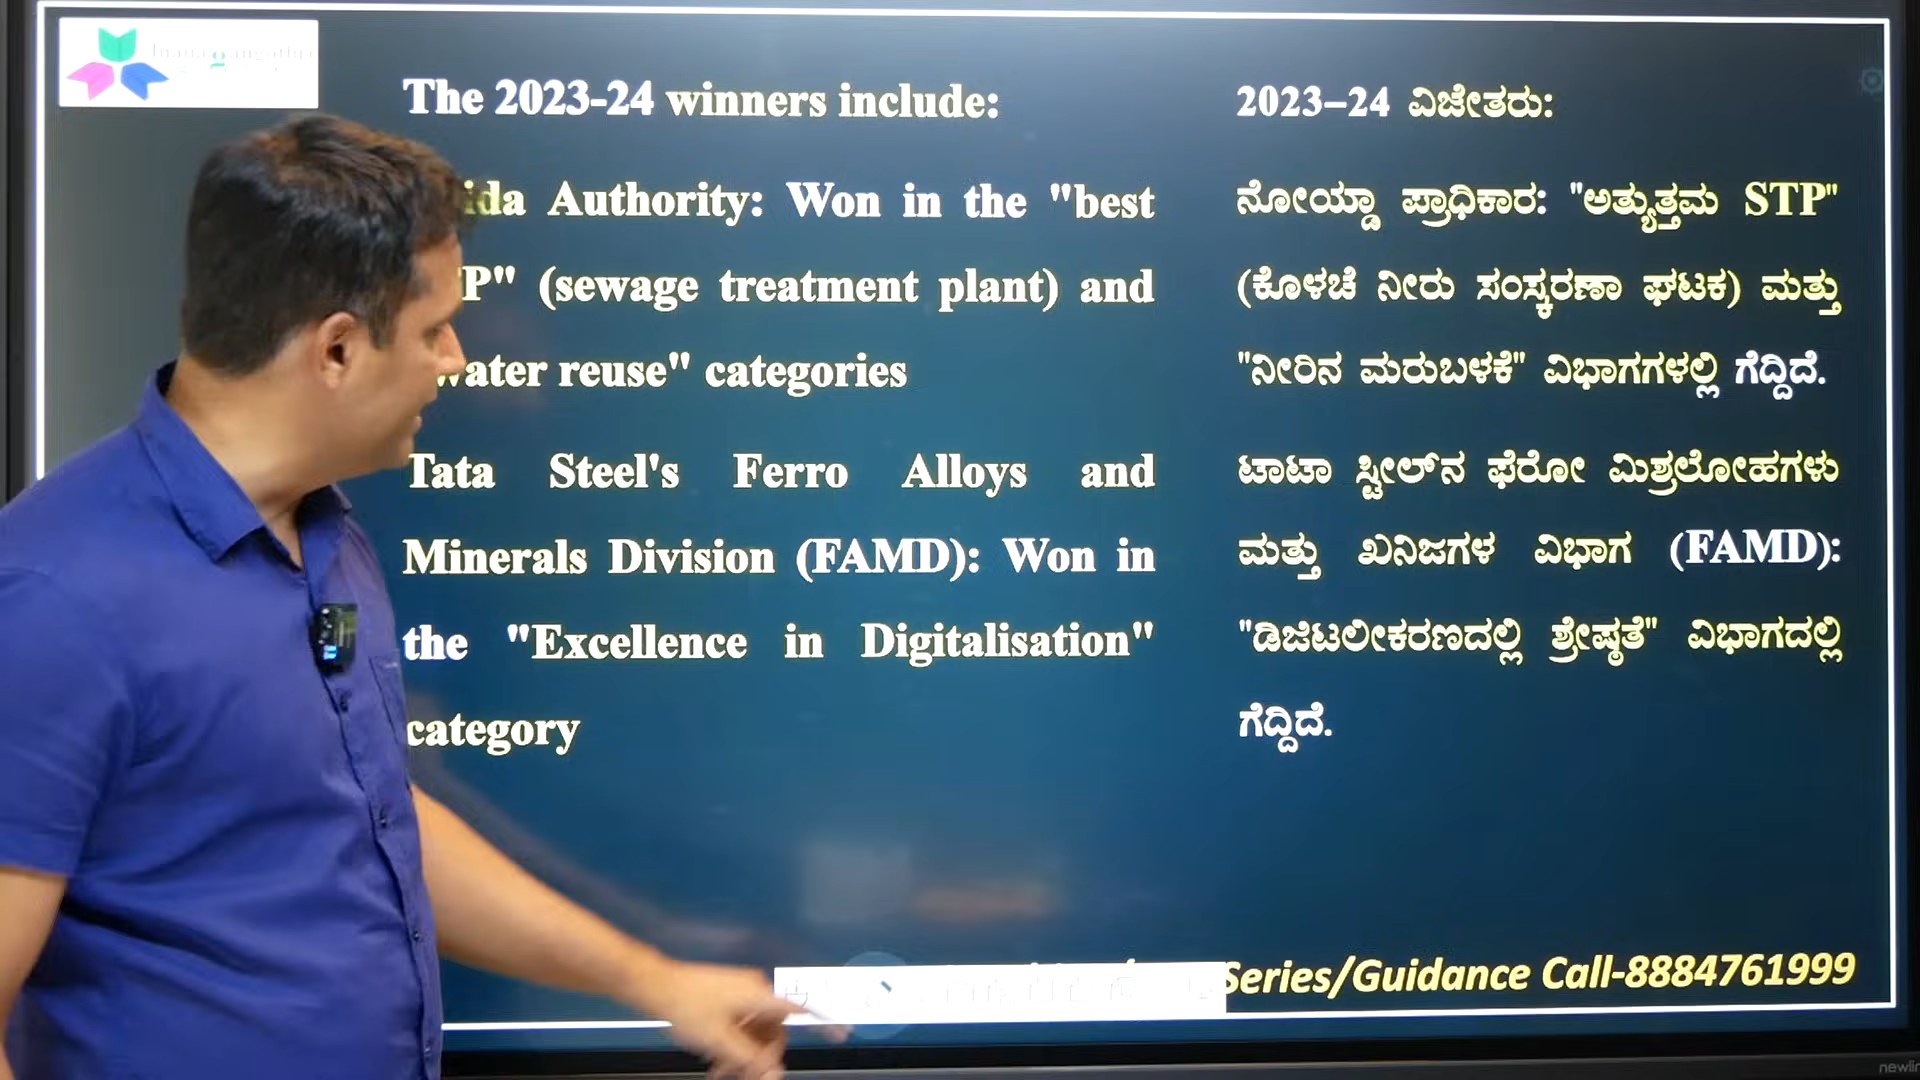 The 2023-24 winners include:
Authority: Won in the "best
(sewage treatment plant) and
reuse" categories
Tata Steel's Ferro Alloys and
Minerals Division (FAMD): Won in
the "Excellence in Digitalisation"
category
2023–24 ವಿಜೇತರು:
ನೋಯ್ಡಾ ಪ್ರಾಧಿಕಾರ: "ಅತ್ಯುತ್ತಮ STP"
(ಕೊಳಚೆ ನೀರು ಸಂಸ್ಕರಣಾ ಘಟಕ) ಮತ್ತು
"ನೀರಿನ ಮರುಬಳಕೆ" ವಿಭಾಗಗಳಲ್ಲಿ ಗೆದ್ದಿದೆ.
ಟಾಟಾ ಸ್ಟೀಲ್‌ನ ಫೆರೋ ಮಿಶ್ರಲೋಹಗಳು
ಮತ್ತು ಖನಿಜಗಳ ವಿಭಾಗ (FAMD):
"ಡಿಜಿಟಲೀಕರಣದಲ್ಲಿ ಶ್ರೇಷ್ಠತೆ" ವಿಭಾಗದಲ್ಲಿ
ಗೆದ್ದಿದೆ.
Series/Guidance Call-8884761999